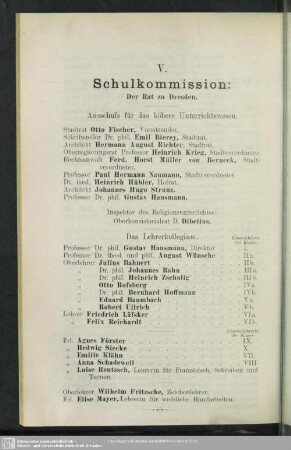 V.
Schulkommission:
Der Rat zu Dresden.
Ausschuß für das höhere Unterrichtswesen.
Stadtrat Otto Fischer, Vorsitzender.
Schriftsteller Dr. phil. Emil Bierey, Stadtrat.
Architekt Hermann August Richter, Stadtrat.
Oberregierungsrat Professor Heinrich Krieg, Stadtverordneter.
Rechtsanwalt Ferd. Horst Müller von Berneck, Stadt-
verordneter.
Professor Paul Hermann Naumann, Stadtverordneter.
Dr. med. Heinrich Hübler, Hofrat.
Architekt Johannes Hugo Strunz.
Professor Dr. phil. Gustav Hausmann.
Inspektor des Religionsunterrichtes:
Oberkonsistorialrat D. Dibelius.
Das Lehrerkollegium.
Klassenlehrer der Klasse:
Professor Dr. phil. Gustav Hausmann, Direktor I.
Professor Dr. theol. und phil. August Wünsche IIa.
Oberlehrer Julius Bahnert IIb.
„ Dr. phil. Johannes Rahn IIIa.
„ Dr. phil. Heinrich Zschalig IIIb.
„ Otto Roßberg IVa.
„ Dr. phil. Bernhard Hoffmann IVb.
„ Eduard Baumbach Va.
„ Robert Ullrich Vb.
Lehrer Friedrich Läfsker VIa.
„ Felix Reichardt VIb.
Klassenlehrerin der Klasse:
Frl. Agnes Förster IX.
„ Hedwig Siecke X.
„ Emilie Klähn VII.
„ Anna Schadewell VIII.
„ Luise Rentzsch, Lehrerin für Französisch, Schreiben und
Turnen.
Oberlehrer Wilhelm Fritzsche, Zeichenlehrer.
Frl. Elise Mayer, Lehrerin für weibliche Handarbeiten.